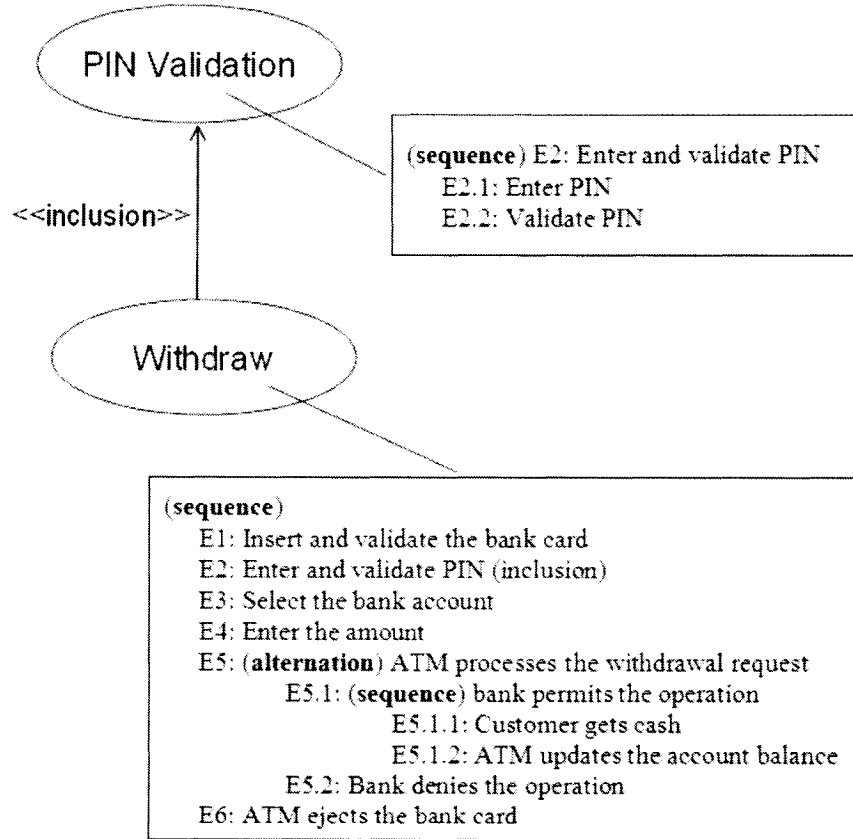 PIN Validation
(sequence) E2: Enter and validate PIN
E2.1: Enter PIN
E2.2: Validate PIN
<<inclusion>>
Withdraw
(sequence)
E1: Insert and validate the bank card
E2: Enter and validate PIN (inclusion)
E3: Select the bank account
E4: Enter the amount
E5: (alternation) ATM processes the withdrawal request
E5.1: (sequence) bank permits the operation
E5.1.1: Customer gets cash
E5.1.2: ATM updates the account balance
E5.2: Bank denies the operation
E6: ATM ejects the bank card